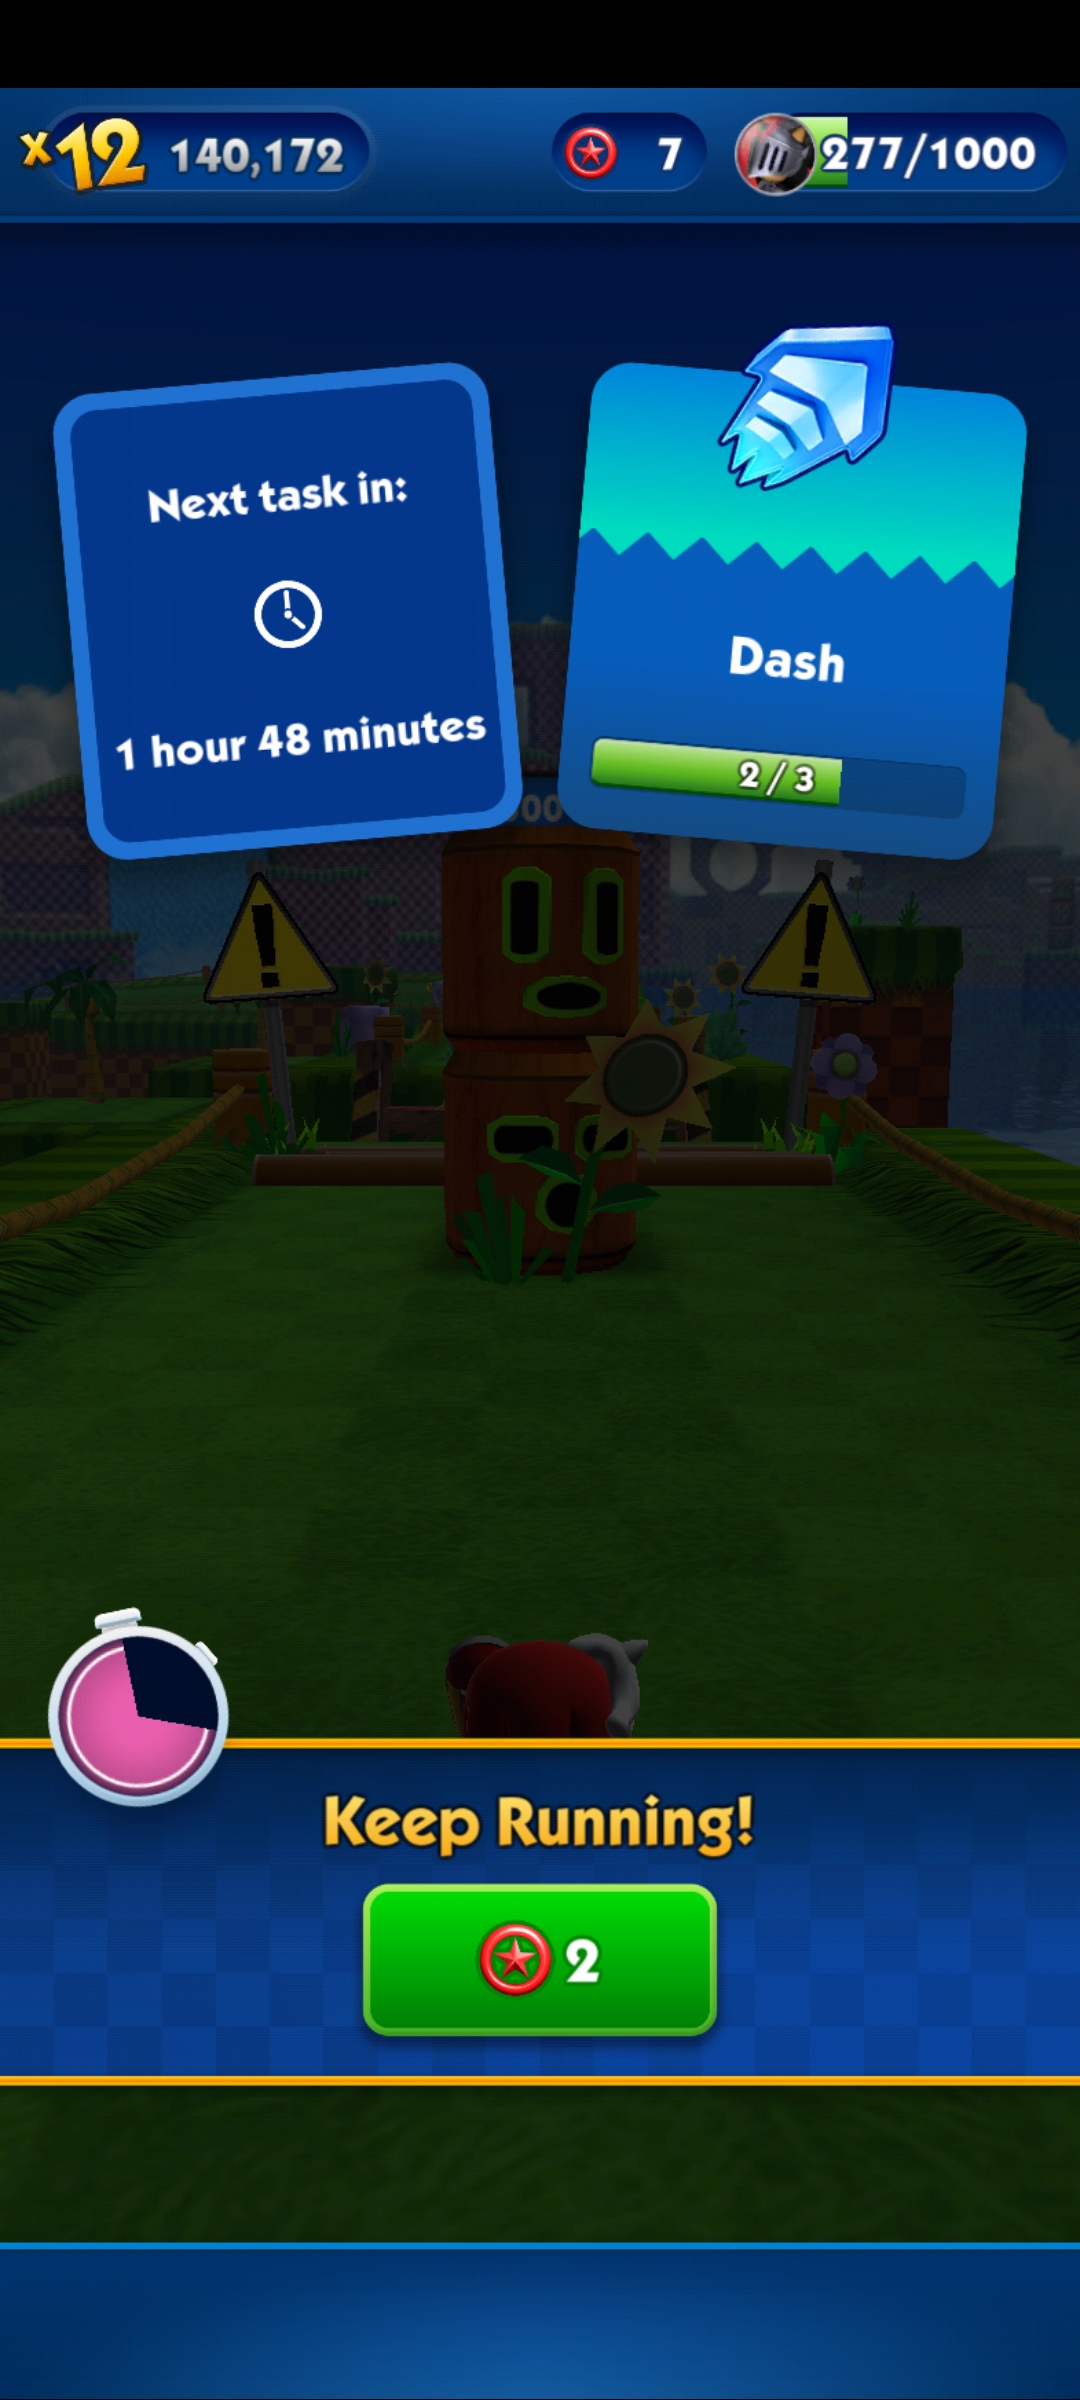 x12 140,172
7
277/1000
Next task in:
1 hour 48 minutes
Dash
2/3
Keep Running!
2